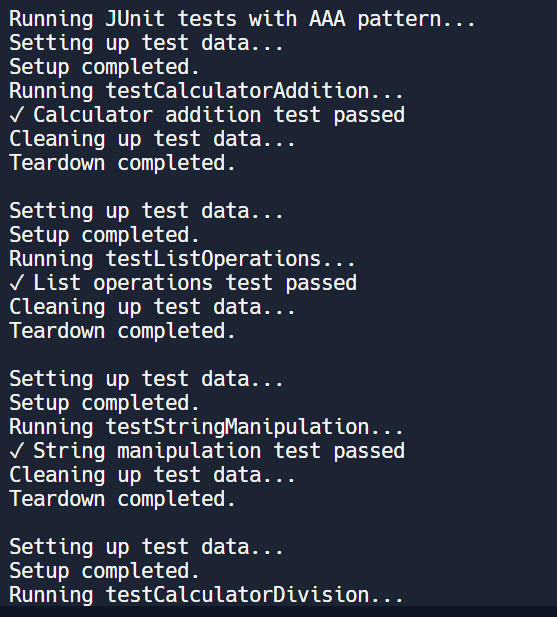 Running JUnit tests with AAA pattern...
Setting up test data...
Setup completed.
Running testCalculatorAddition...
✓ Calculator addition test passed
Cleaning up test data...
Teardown completed.

Setting up test data...
Setup completed.
Running testListOperations...
✓ List operations test passed
Cleaning up test data...
Teardown completed.

Setting up test data...
Setup completed.
Running testStringManipulation...
✓ String manipulation test passed
Cleaning up test data...
Teardown completed.

Setting up test data...
Setup completed.
Running testCalculatorDivision...